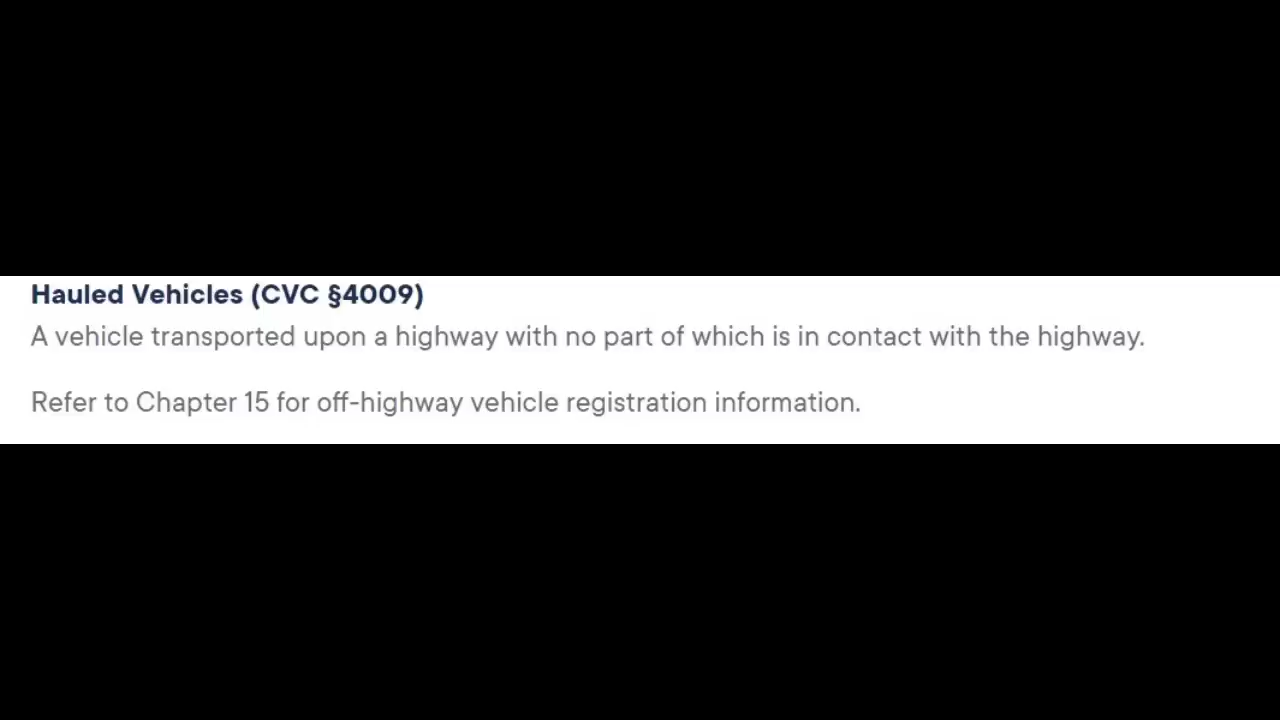 Hauled Vehicles (CVC §4009)
A vehicle transported upon a highway with no part of which is in contact with the highway.
Refer to Chapter 15 for off-highway vehicle registration information.